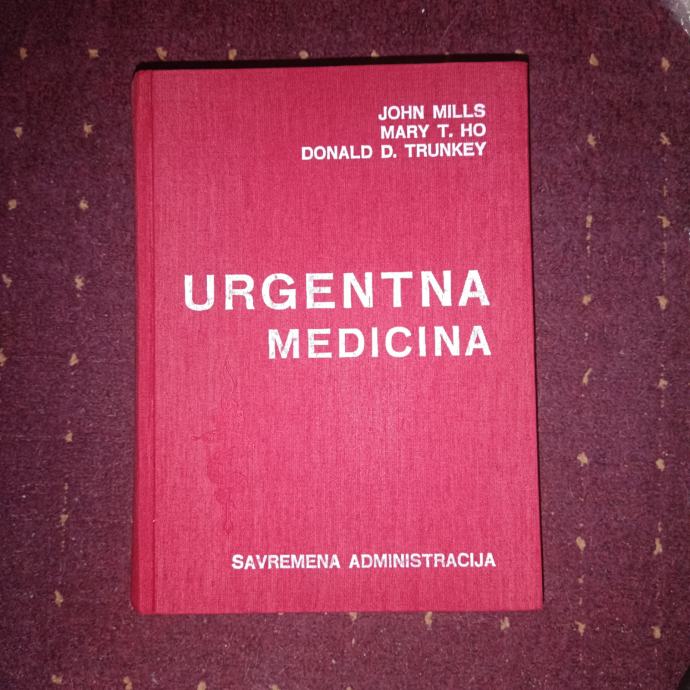 JOHN MILLS
MARY T. HO
DONALD D. TRUNKEY
URGENTNA
MEDICINA
SAVREMENA ADMINISTRACIJA